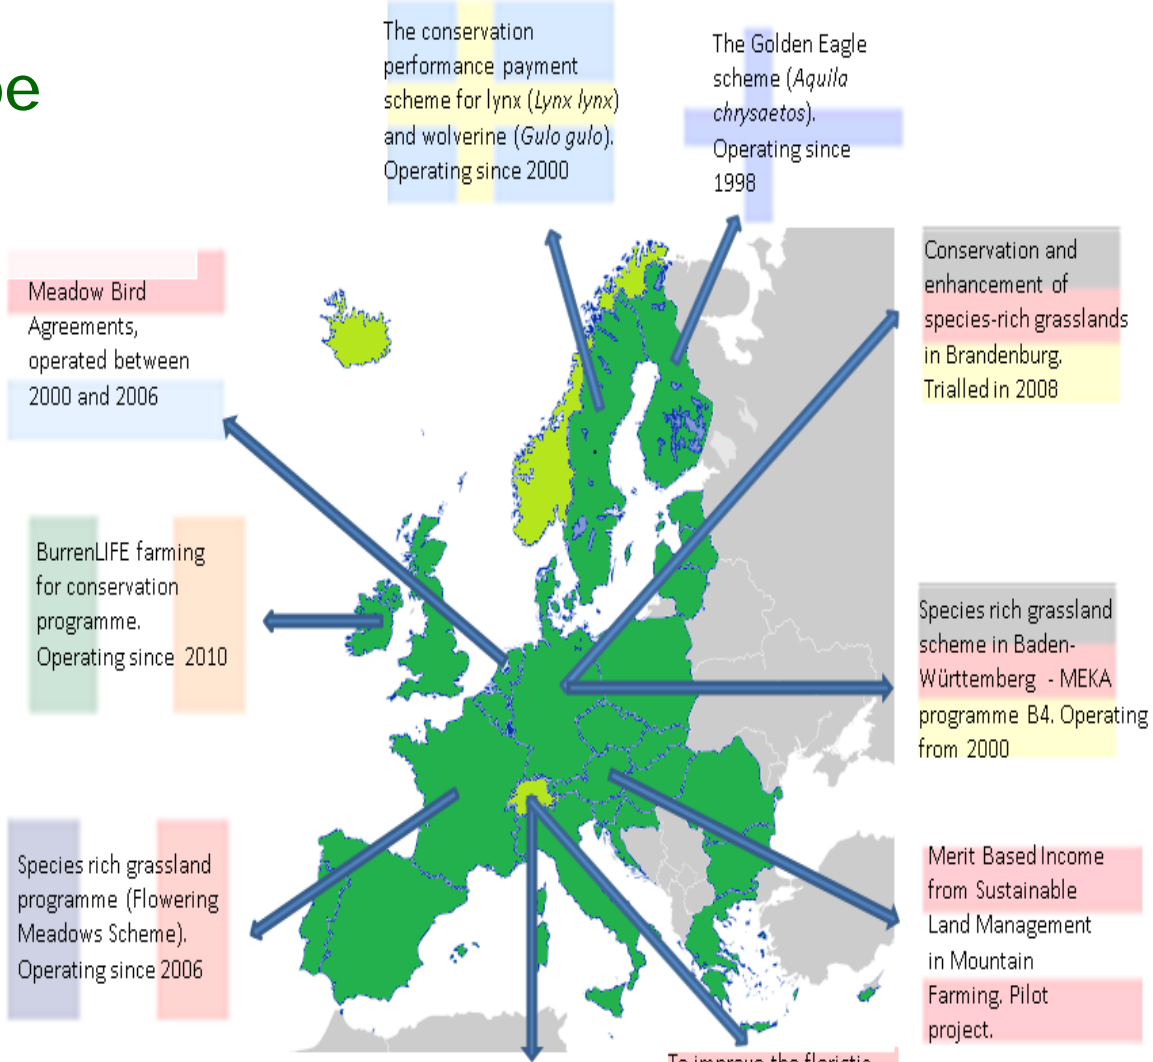 The conservation
performance payment
scheme for lynx (Lynx lynx)
and wolverine (Gulo gulo).
Operating since 2000
The Golden Eagle
scheme (Aquila
chrysaetos).
Operating since
1998
Meadow Bird
Agreements,
operated between
2000 and 2006
Conservation and
enhancement of
species-rich grasslands
in Brandenburg.
Trialled in 2008
BurrenLIFE farming
for conservation
programme.
Operating since 2010
Species rich grassland
scheme in Baden-
Württemberg - MEKA
programme B4. Operating
from 2000
Species rich grassland
programme (Flowering
Meadows Scheme).
Operating since 2006
Merit Based Income
from Sustainable
Land Management
in Mountain
Farming. Pilot
project.
To improve the floristic